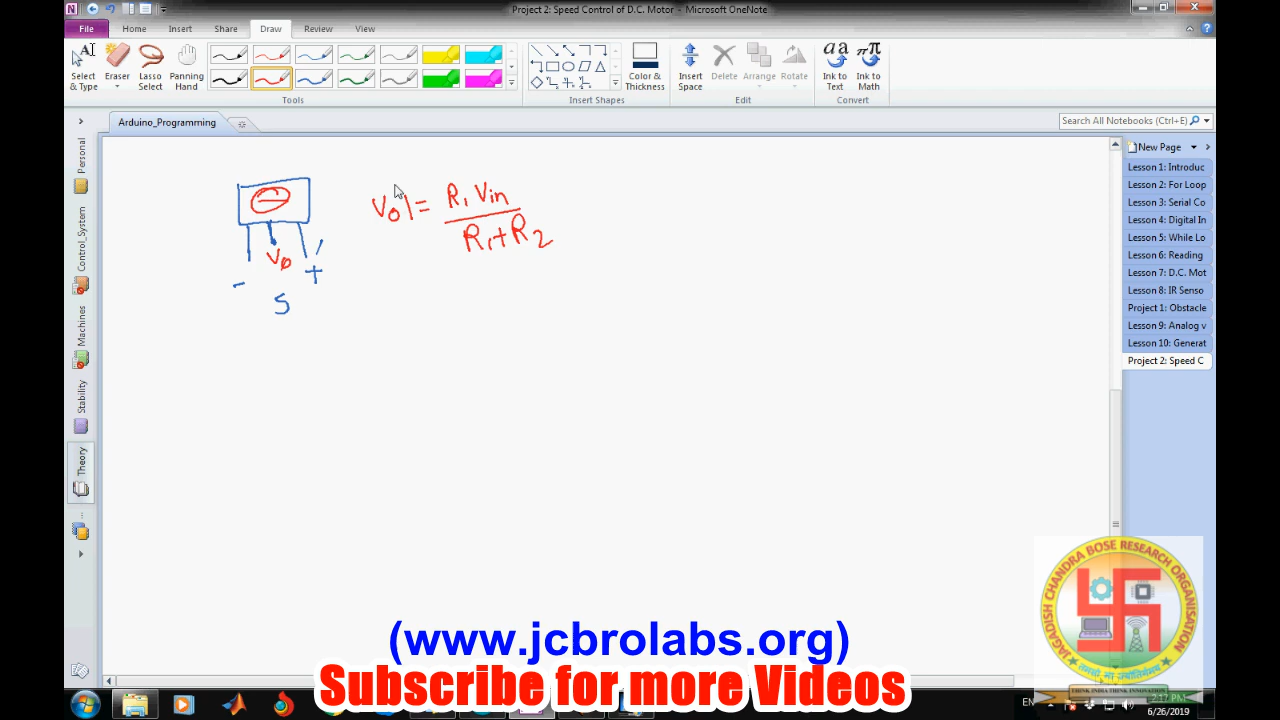 Project 2: Speed Control of D.C. Motor - Microsoft OneNote
File Home Insert Share Draw Review View
Select & Type
Eraser
Lasso Select
Panning Hand
Color & Thickness
Insert Space
Delete
Arrange
Rotate
Ink to Text
Ink to Math
Tools
Insert Shapes
Edit
Convert
Arduino_Programming
Search All Notebooks (Ctrl+E)
Personal
Control_System
Machines
Stability
Theory
New Page
Lesson 1: Introduc
Lesson 2: For Loop
Lesson 3: Serial Co
Lesson 4: Digital In
Lesson 5: While Lo
Lesson 6: Reading
Lesson 7: D.C. Mot
Lesson 8: IR Senso
Project 1: Obstacle
Lesson 9: Analog v
Lesson 10: Generat
Project 2: Speed C
V0 = R1 Vin
R1+R2
V0
- +
5
JAGADISH CHANDRA BOSE RESEARCH ORGANISATION
THINK INDIA THINK INNOVATION
(www.jcbrolabs.org)
Subscribe for more Videos
EN
2:17 PM
6/26/2019